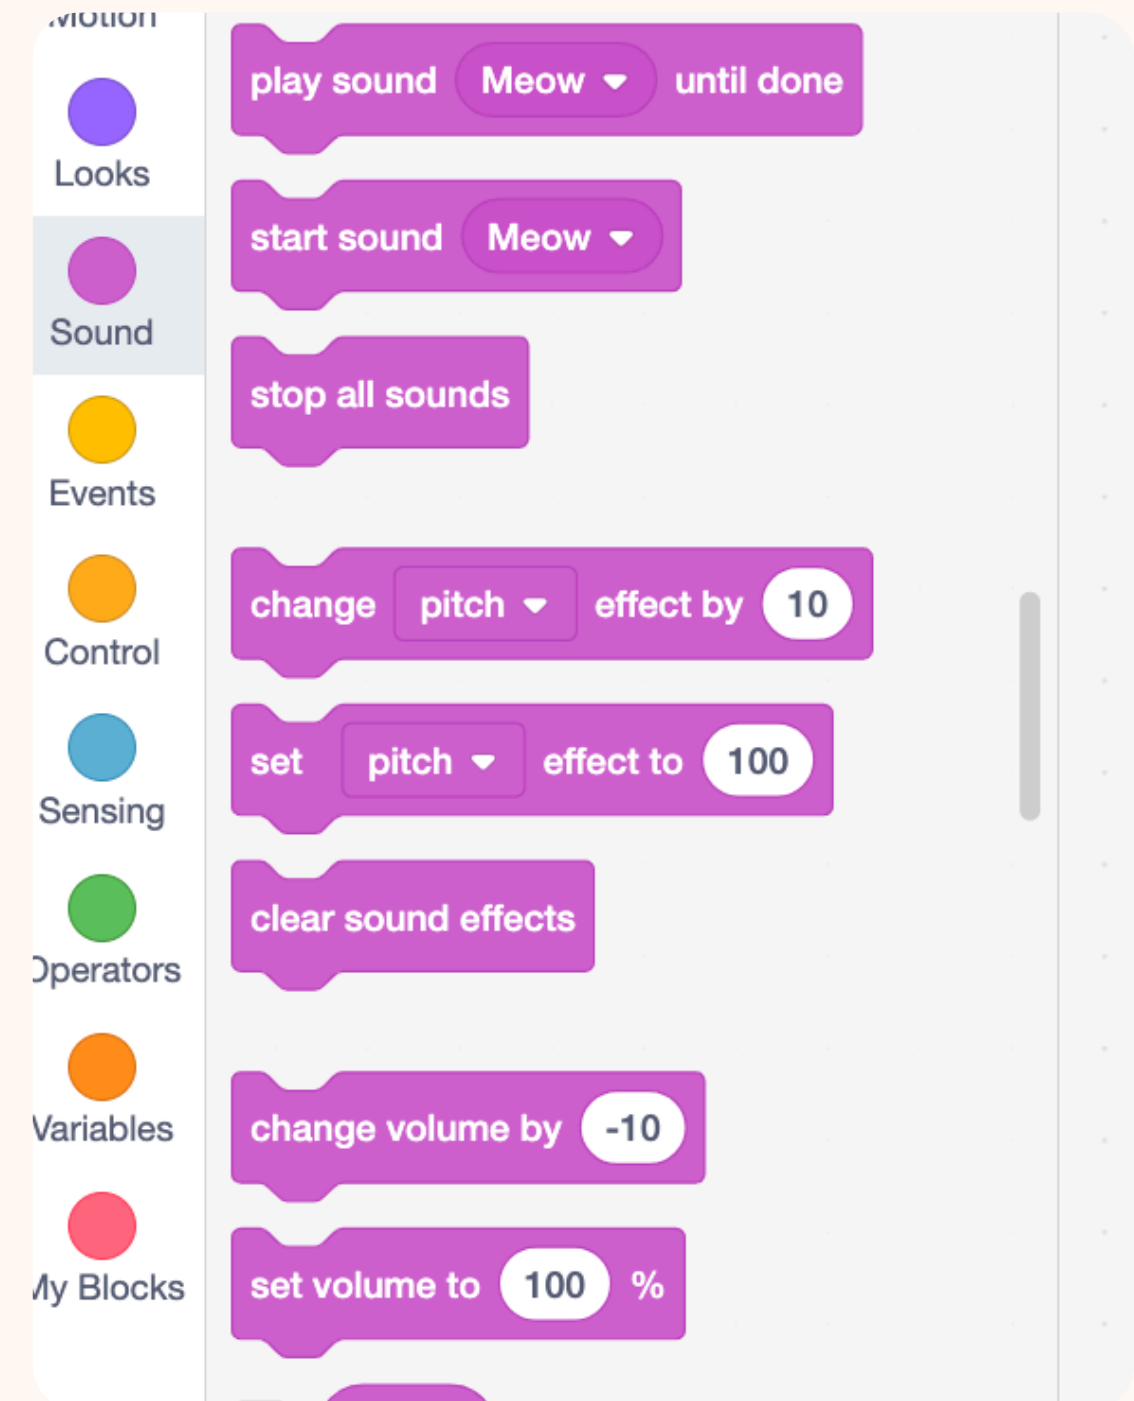 Motion
Looks
Sound
Events
Control
Sensing
Operators
Variables
My Blocks
play sound Meow until done
start sound Meow
stop all sounds
change pitch effect by 10
set pitch effect to 100
clear sound effects
change volume by -10
set volume to 100 %